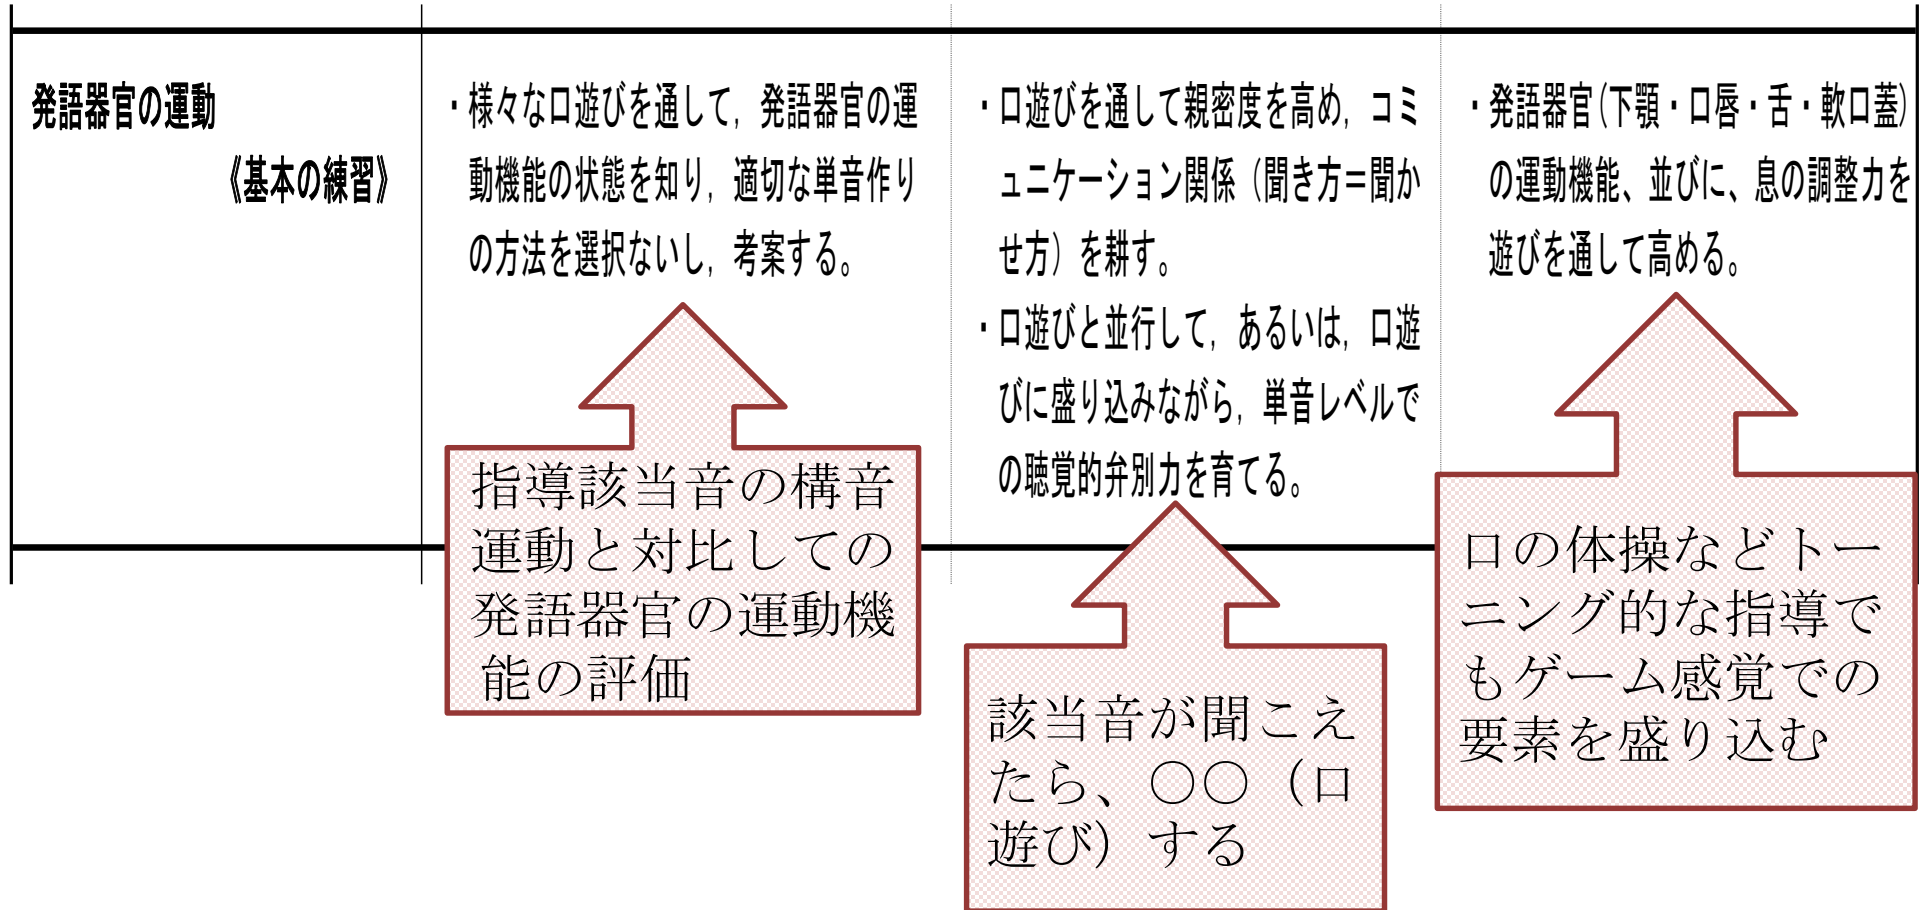 発語器官の運動
《基本の練習》
・様々な口遊びを通して，発語器官の運
動機能の状態を知り，適切な単音作り
の方法を選択ないし，考案する。
・口遊びを通して親密度を高め，コミ
ュニケーション関係（聞き方＝聞か
せ方）を耕す。
・口遊びと並行して，あるいは，口遊
びに盛り込みながら，単音レベルで
の聴覚的弁別力を育てる。
・発語器官(下顎・口唇・舌・軟口蓋)
の運動機能、並びに、息の調整力を
遊びを通して高める。
指導該当音の構音
運動と対比しての
発語器官の運動機
能の評価
該当音が聞こえ
たら、〇〇（口
遊び）する
口の体操などトー
ニング的な指導で
もゲーム感覚での
要素を盛り込む